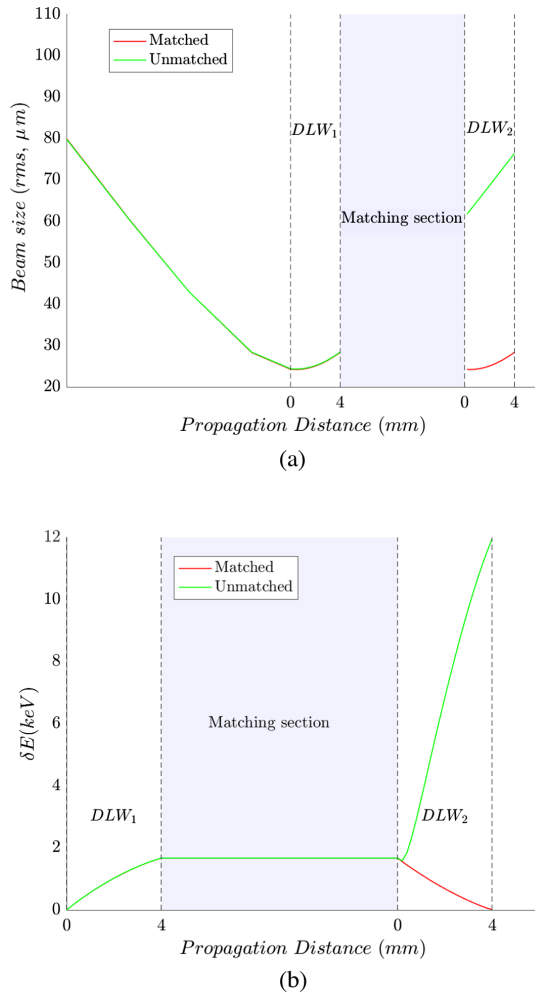 110
100
90
80
70
60
50
40
30
20
Beam size (rms, μm)
Matched
Unmatched
DLW₁
DLW₂
Matching section
0 4 0 4
Propagation Distance (mm)
(a)
12
10
8
6
4
2
0
δE(keV)
Matched
Unmatched
Matching section
DLW₁
DLW₂
0 4 0 4
Propagation Distance (mm)
(b)